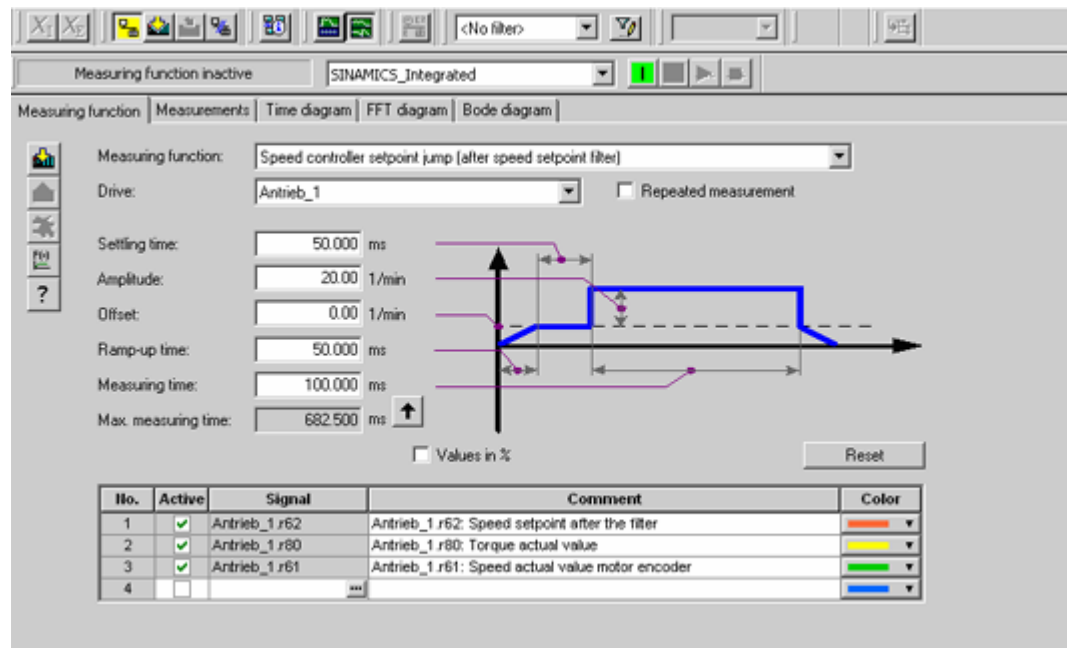 X_I X_E <No filter>
Measuring function inactive SINAMICS_Integrated I
Measuring function Measurements Time diagram FFT diagram Bode diagram
Measuring function: Speed controller setpoint jump (after speed setpoint filter)
Drive: Antrieb_1 Repeated measurement
Settling time: 50.000 ms
Amplitude: 20.00 1/min
f(x)
?
Offset: 0.00 1/min
Ramp-up time: 50.000 ms
Measuring time: 100.000 ms
Max. measuring time: 682.500 ms
Values in % Reset
No. Active Signal Comment Color
1 Antrieb_1.r62 Antrieb_1.r62: Speed setpoint after the filter
2 Antrieb_1.r80 Antrieb_1.r80: Torque actual value
3 Antrieb_1.r61 Antrieb_1.r61: Speed actual value motor encoder
4 ...